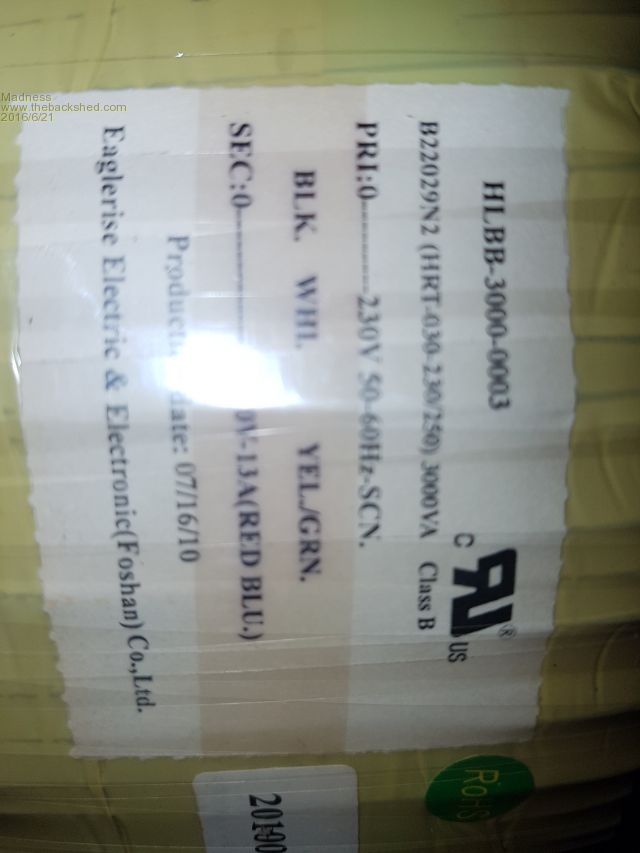 Madness
www.thebackshed.com
2016/6/21
HLBB-3000-0003
B22029N2 (HRT-030-230/250) 3000VA Class B
C US ®
PRI:0----------230V 50-60Hz-SCN.
BLK. WHI. YEL./GRN.
SEC:0---------- 0V-13A(RED BLU.)
date: 07/16/10
Eaglerise Electric & Electronic(Foshan) Co.,Ltd.
RoHS